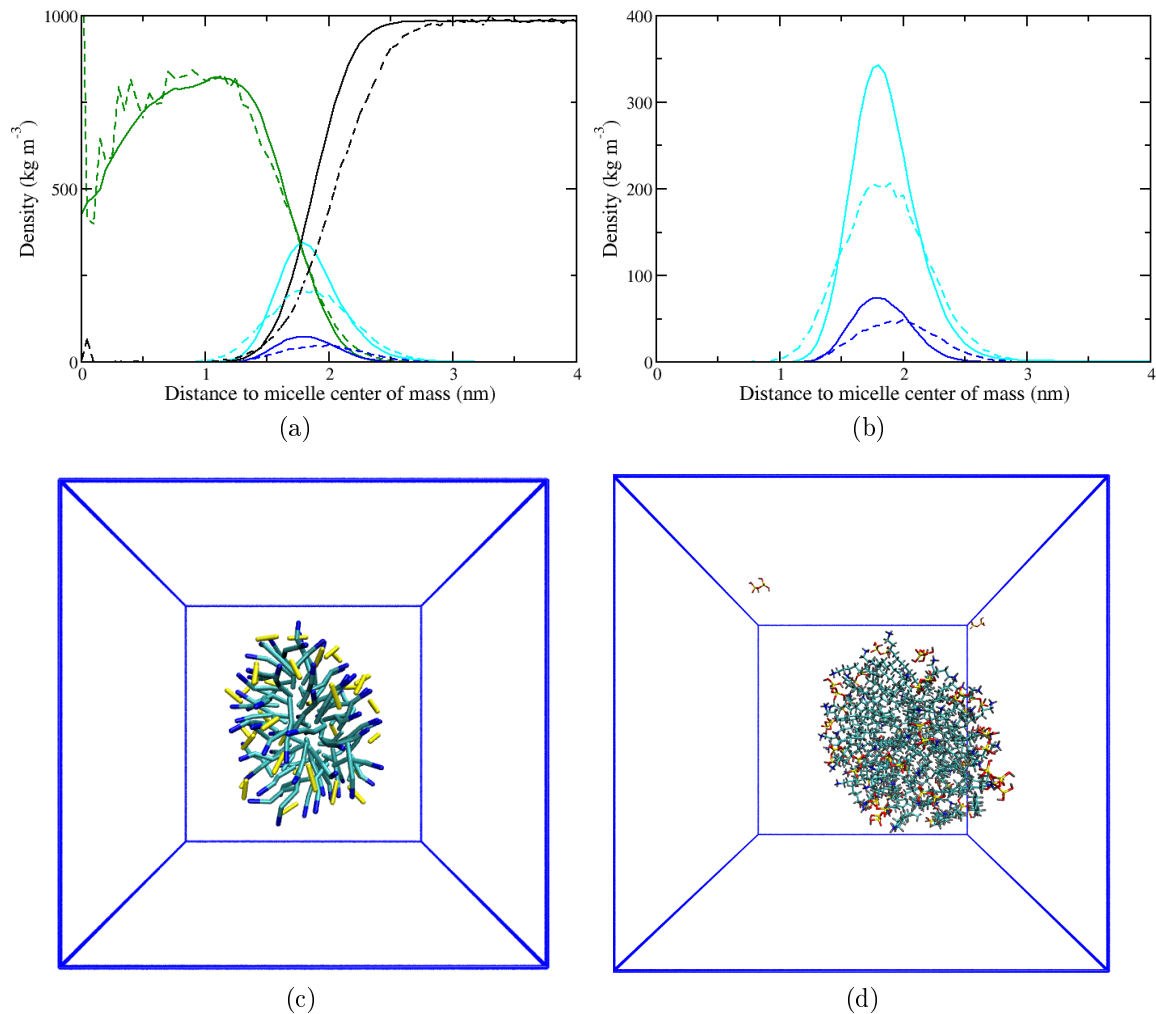 1000
500
0
Density (kg m-3)
0 1 2 3 4
Distance to micelle center of mass (nm)
(a)
400
300
200
100
0
Density (kg m-3)
0 1 2 3 4
Distance to micelle center of mass (nm)
(b)
(c)
(d)